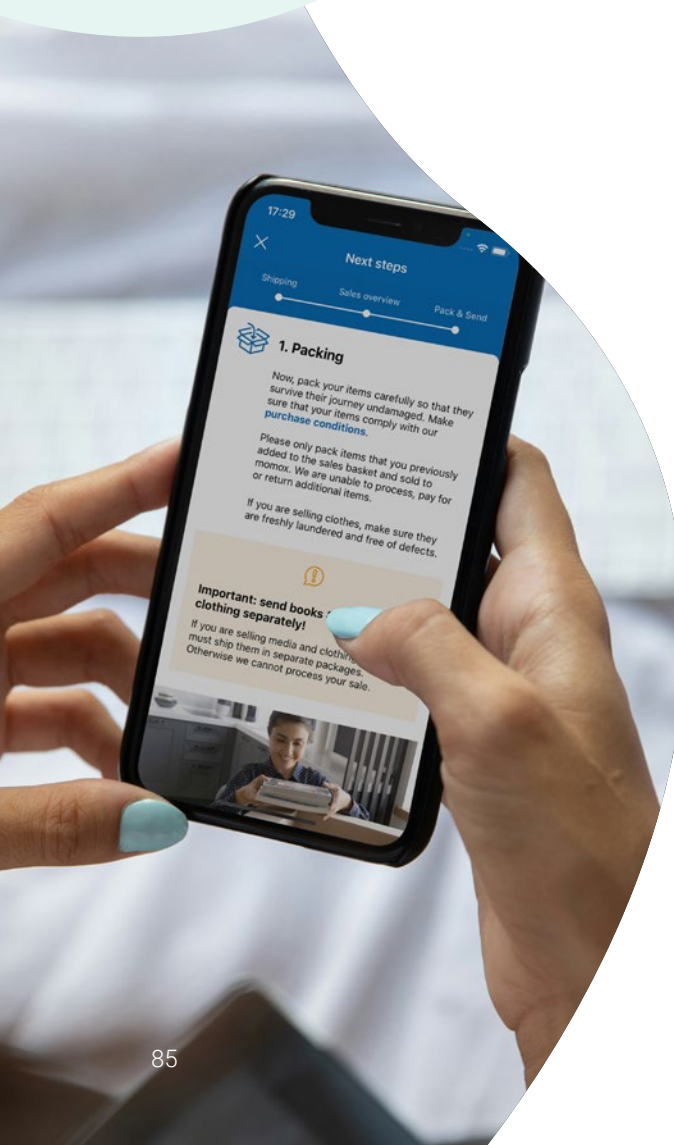 17:29
Next steps
Shipping
Sales overview
Pack & Send
1. Packing
Now, pack your items carefully so that they
survive their journey undamaged. Make
sure that your items comply with our
purchase conditions.
Please only pack items that you previously
added to the sales basket and sold to
momox. We are unable to process, pay for
or return additional items.
If you are selling clothes, make sure they
are freshly laundered and free of defects.
Important: send books
clothing separately!
If you are selling media and clothing
must ship them in separate packages.
Otherwise we cannot process your sale.
85